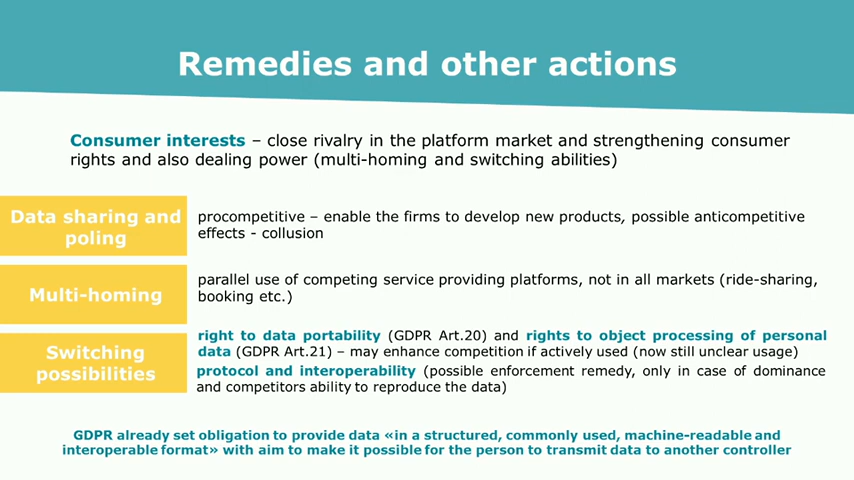 Remedies and other actions
Consumer interests – close rivalry in the platform market and strengthening consumer
rights and also dealing power (multi-homing and switching abilities)
Data sharing and
poling
procompetitive – enable the firms to develop new products, possible anticompetitive
effects - collusion
Multi-homing
parallel use of competing service providing platforms, not in all markets (ride-sharing,
booking etc.)
Switching
possibilities
right to data portability (GDPR Art.20) and rights to object processing of personal
data (GDPR Art.21) – may enhance competition if actively used (now still unclear usage)
protocol and interoperability (possible enforcement remedy, only in case of dominance
and competitors ability to reproduce the data)
GDPR already set obligation to provide data «in a structured, commonly used, machine-readable and
interoperable format» with aim to make it possible for the person to transmit data to another controller